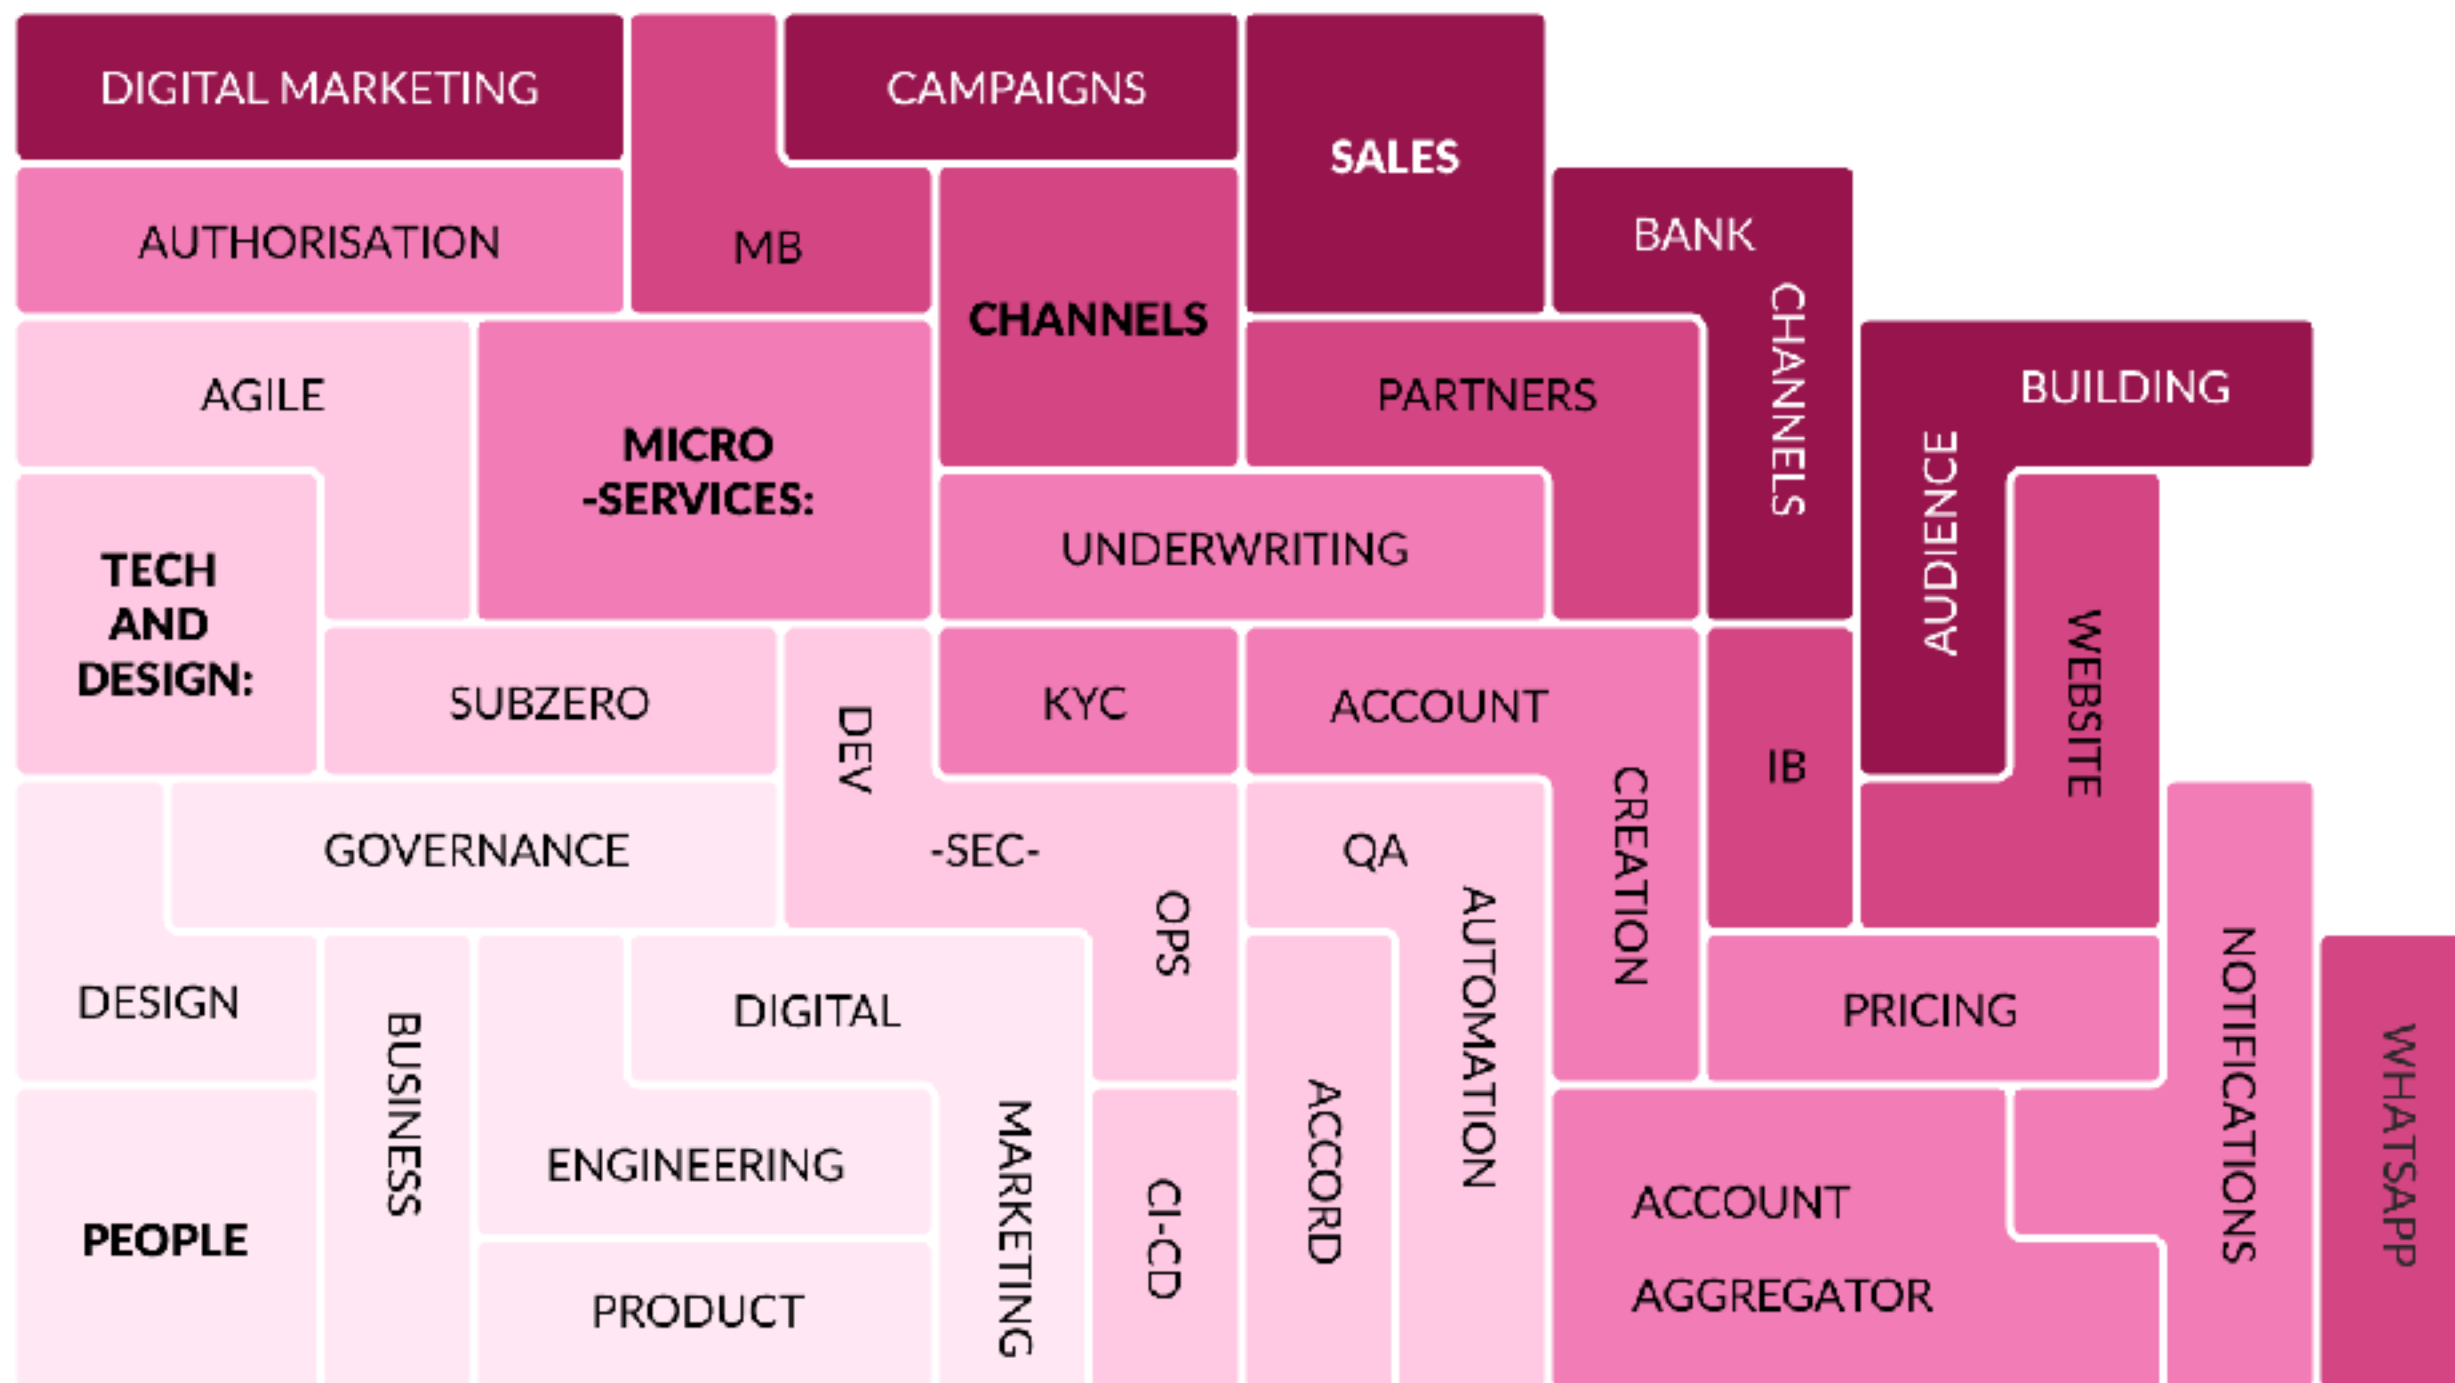 DIGITAL MARKETING
CAMPAIGNS
SALES
AUTHORISATION
MB
BANK
CHANNELS
CHANNELS
AGILE
MICRO
-SERVICES:
PARTNERS
AUDIENCE
BUILDING
TECH
AND
DESIGN:
UNDERWRITING
WEBSITE
SUBZERO
DEV
-SEC-
OPS
KYC
ACCOUNT
CREATION
IB
GOVERNANCE
QA
AUTOMATION
DESIGN
BUSINESS
DIGITAL
MARKETING
PRICING
NOTIFICATIONS
WHATSAPP
ENGINEERING
ACCORD
CI-CD
ACCOUNT
AGGREGATOR
PEOPLE
PRODUCT